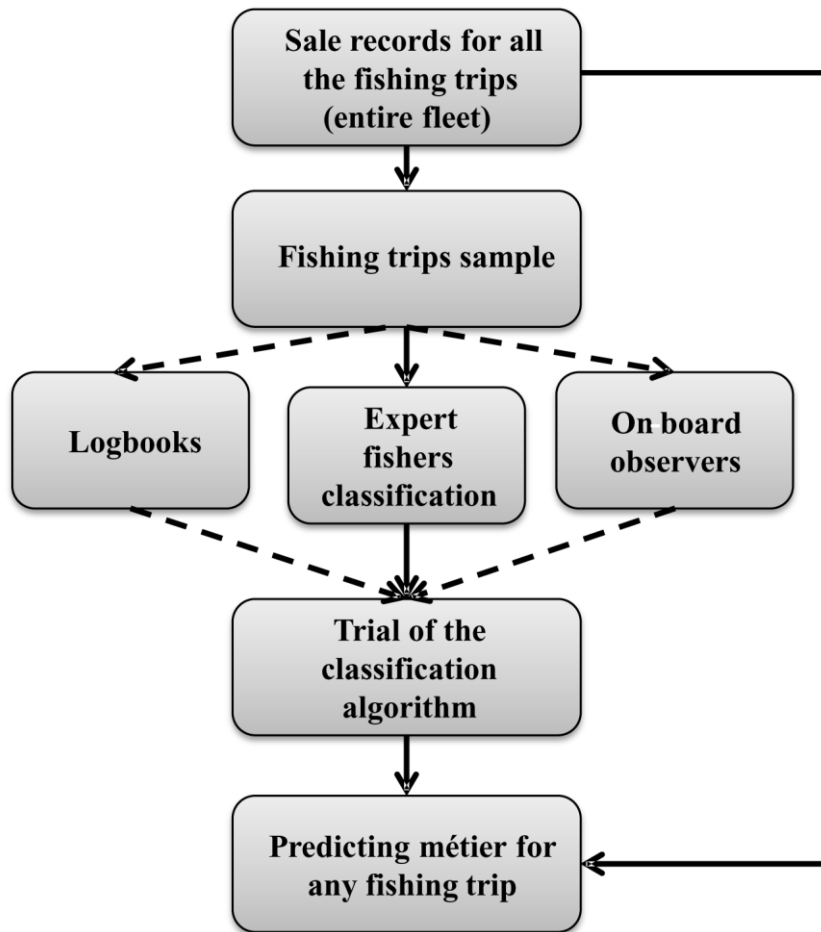 Sale records for all
the fishing trips
(entire fleet)
Fishing trips sample
Logbooks
Expert
fishers
classification
On board
observers
Trial of the
classification
algorithm
Predicting métier for
any fishing trip